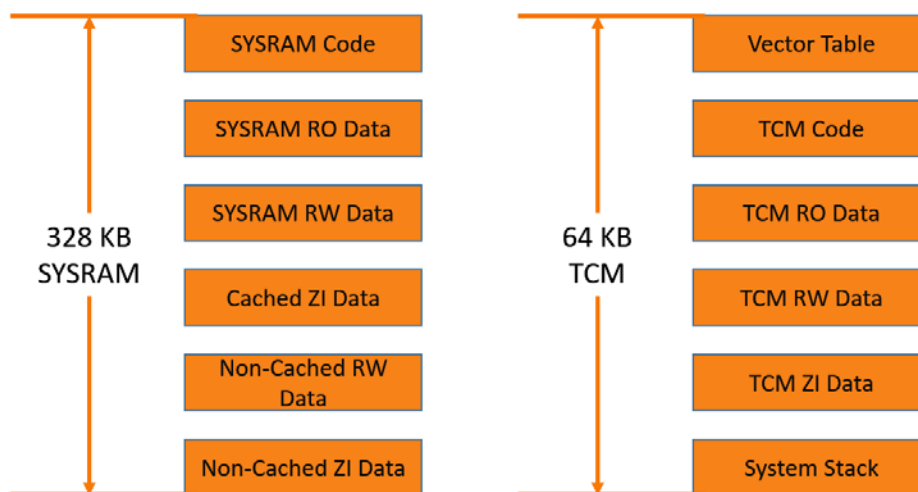 SYSRAM Code
SYSRAM RO Data
SYSRAM RW Data
328 KB
SYSRAM
Cached ZI Data
Non-Cached RW
Data
Non-Cached ZI Data
Vector Table
TCM Code
TCM RO Data
64 KB
TCM
TCM RW Data
TCM ZI Data
System Stack